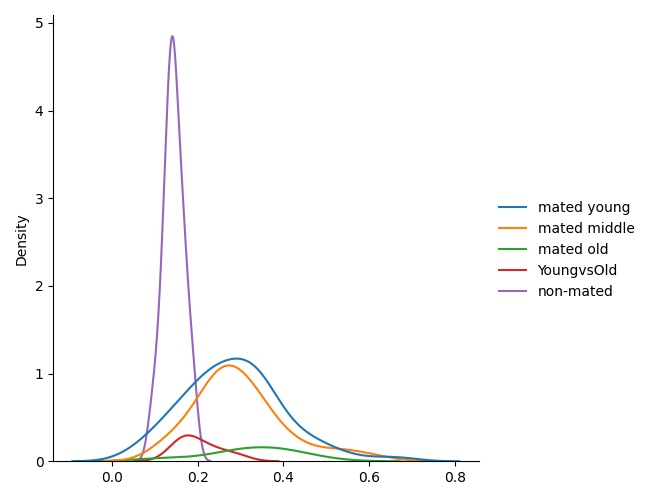 5
4
3
2
1
0
Density
0.0 0.2 0.4 0.6 0.8
mated young
mated middle
mated old
YoungvsOld
non-mated